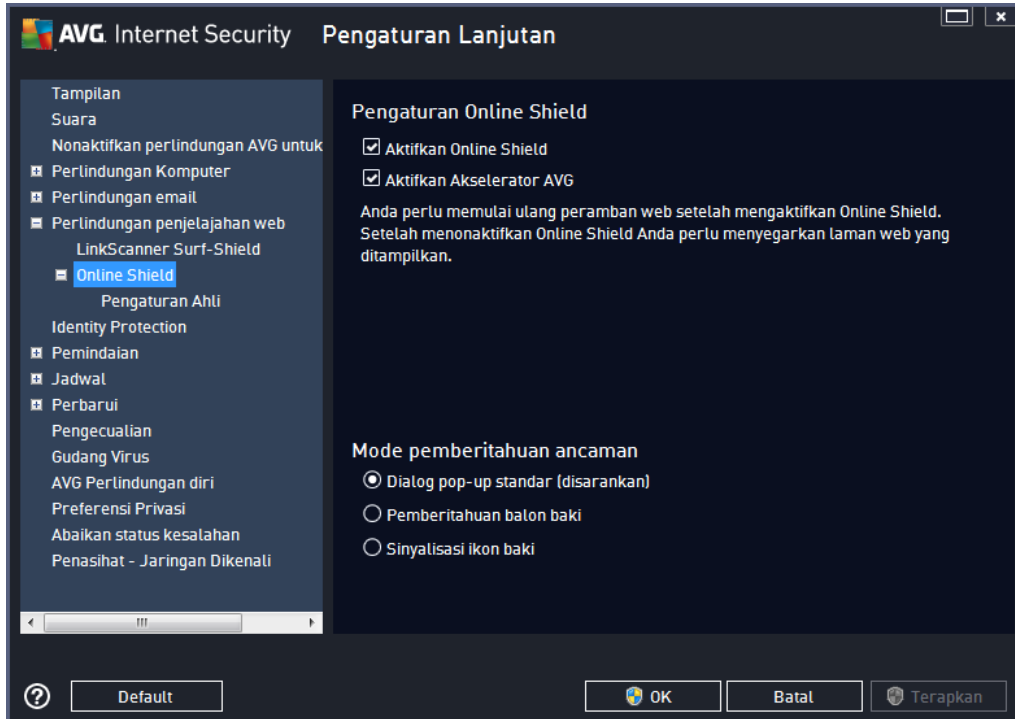 AVG. Internet Security Pengaturan Lanjutan
Tampilan
Suara
Nonaktifkan perlindungan AVG untuk
Perlindungan Komputer
Perlindungan email
Perlindungan penjelajahan web
LinkScanner Surf-Shield
Online Shield
Pengaturan Ahli
Identity Protection
Pemindaian
Jadwal
Perbarui
Pengecualian
Gudang Virus
AVG Perlindungan diri
Preferensi Privasi
Abaikan status kesalahan
Penasihat - Jaringan Dikenali
Pengaturan Online Shield
Aktifkan Online Shield
Aktifkan Akselerator AVG
Anda perlu memulai ulang peramban web setelah mengaktifkan Online Shield.
Setelah menonaktifkan Online Shield Anda perlu menyegarkan laman web yang
ditampilkan.
Mode pemberitahuan ancaman
Dialog pop-up standar (disarankan)
Pemberitahuan balon baki
Sinyalisasi ikon baki
? Default OK Batal Terapkan